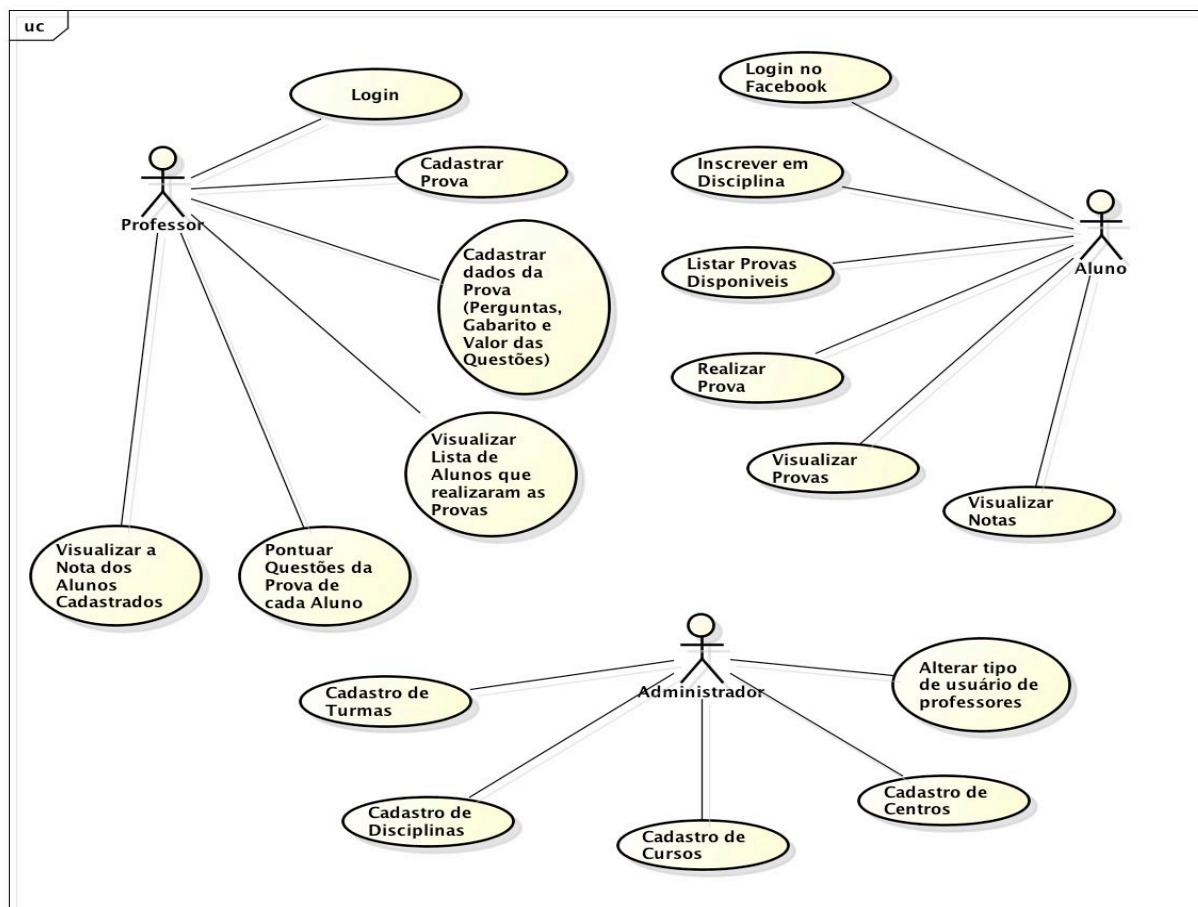 uc
Login
Cadastrar
Prova
Professor
Cadastrar
dados da
Prova
(Perguntas,
Gabarito e
Valor das
Questões)
Visualizar
Lista de
Alunos que
realizaram as
Provas
Visualizar a
Nota dos
Alunos
Cadastrados
Pontuar
Questões da
Prova de
cada Aluno
Login no
Facebook
Inscrever em
Disciplina
Aluno
Listar Provas
Disponiveis
Realizar
Prova
Visualizar
Provas
Visualizar
Notas
Administrador
Cadastro de
Turmas
Alterar tipo
de usuário de
professores
Cadastro de
Disciplinas
Cadastro de
Cursos
Cadastro de
Centros